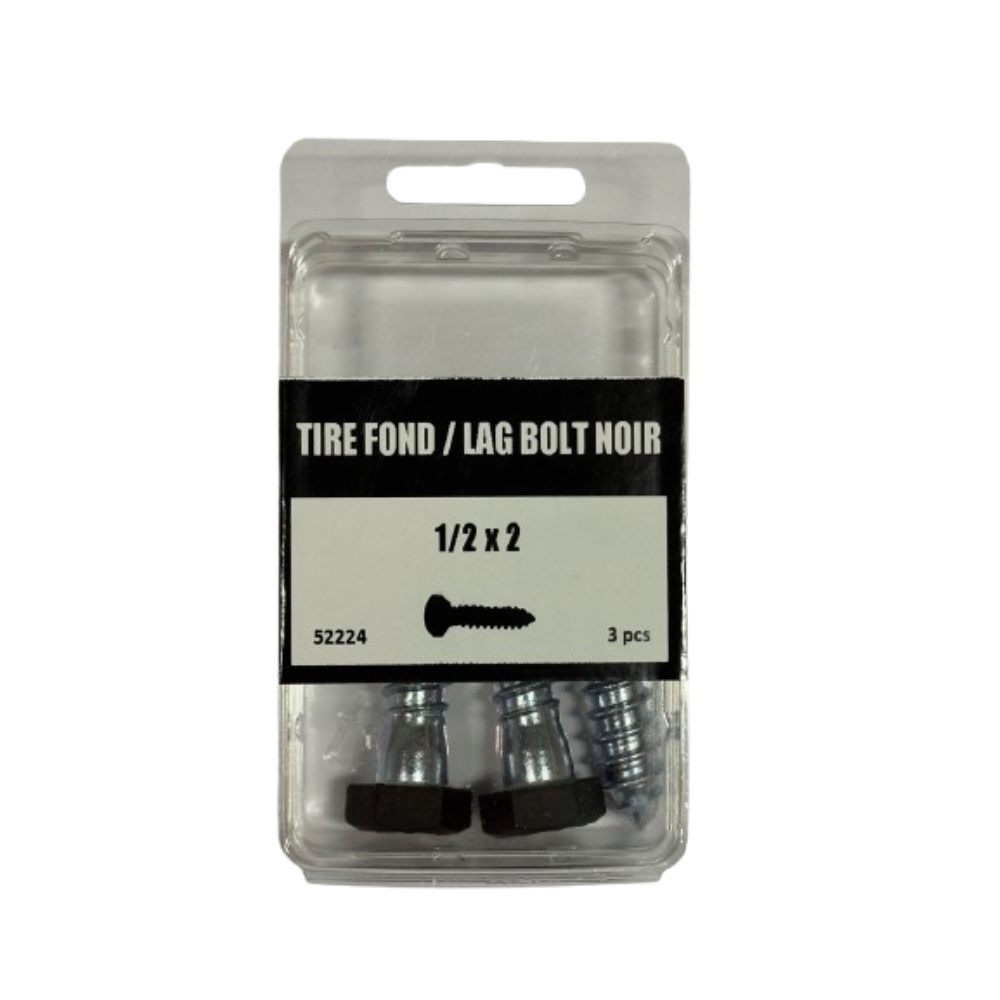 TIRE FOND / LAG BOLT NOIR
1/2 x 2
52224
3 pcs